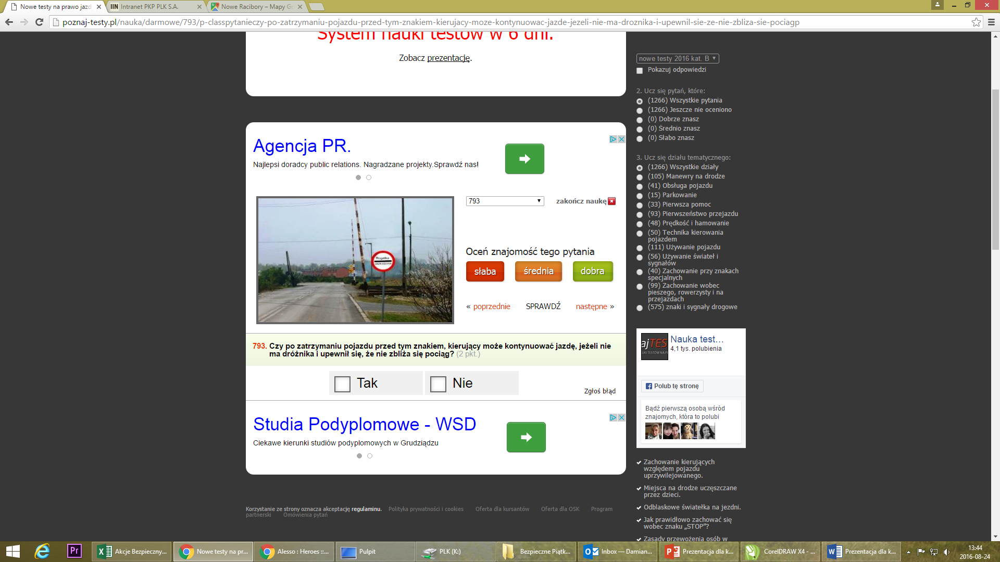 Nowe testy na prawo jazd
Intranet PKP PLK S.A.
Nowe Racibory – Mapy Go
poznaj-testy.pl/nauka/darmowe/793/p-classpytanieczy-po-zatrzymaniu-pojazdu-przed-tym-znakiem-kierujacy-moze-kontynuowac-jazde-jezeli-nie-ma-droznika-i-upewnil-sie-ze-nie-zbliza-sie-pociagp
System nauki testów w 6 dni.
Zobacz prezentację.
Agencja PR.
Najlepsi doradcy public relations. Nagradzane projekty.Sprawdź nas!
Rogatka
uszkodzona
793
zakończ naukę
Oceń znajomość tego pytania
słaba
średnia
dobra
« poprzednie
SPRAWDŹ
następne »
793. Czy po zatrzymaniu pojazdu przed tym znakiem, kierujący może kontynuować jazdę, jeżeli nie
ma dróżnika i upewnił się, że nie zbliża się pociąg? (2 pkt.)
Tak
Nie
Zgłoś błąd
Studia Podyplomowe - WSD
Ciekawe kierunki studiów podyplomowych w Grudziądzu
Korzystanie ze strony oznacza akceptację regulaminu. Polityka prywatności i cookies Oferta dla kursantów Oferta dla OSK Program
partnerski Omówienia pytań
nowe testy 2016 kat. B
Pokazuj odpowiedzi
2. Ucz się pytań, które:
(1266) Wszystkie pytania
(1266) Jeszcze nie oceniono
(0) Dobrze znasz
(0) Średnio znasz
(0) Słabo znasz
3. Ucz się działu tematycznego:
(1266) Wszystkie działy
(105) Manewry na drodze
(41) Obsługa pojazdu
(15) Parkowanie
(33) Pierwsza pomoc
(93) Pierwszeństwo przejazdu
(48) Prędkość i hamowanie
(50) Technika kierowania
pojazdem
(111) Używanie pojazdu
(56) Używanie świateł i
sygnałów
(40) Zachowanie przy znakach
specjalnych
(99) Zachowanie wobec
pieszego, rowerzysty i na
przejazdach
(575) znaki i sygnały drogowe
ajTES
Nauka test...
4,1 tys. polubienia
Polub tę stronę
Bądź pierwszą osobą wśród
znajomych, która to polubi
Zachowanie kierujących
względem pojazdu
uprzywilejowanego.
Miejsca na drodze uczęszczane
przez dzieci.
Odblaskowe światełka na jezdni.
Jak prawidłowo zachować się
wobec znaku „STOP”?
Zasady przewożenia osób w
Pr
Akcje Bezpieczny...
Nowe testy na pr...
Alesso : Heroes ::...
Pulpit
PLK (K:)
Bezpieczne Piątk...
Inbox — Damian...
Prezentacja dla k...
CorelDRAW X4 - ...
Prezentacja dla k...
13:44
2016-08-24